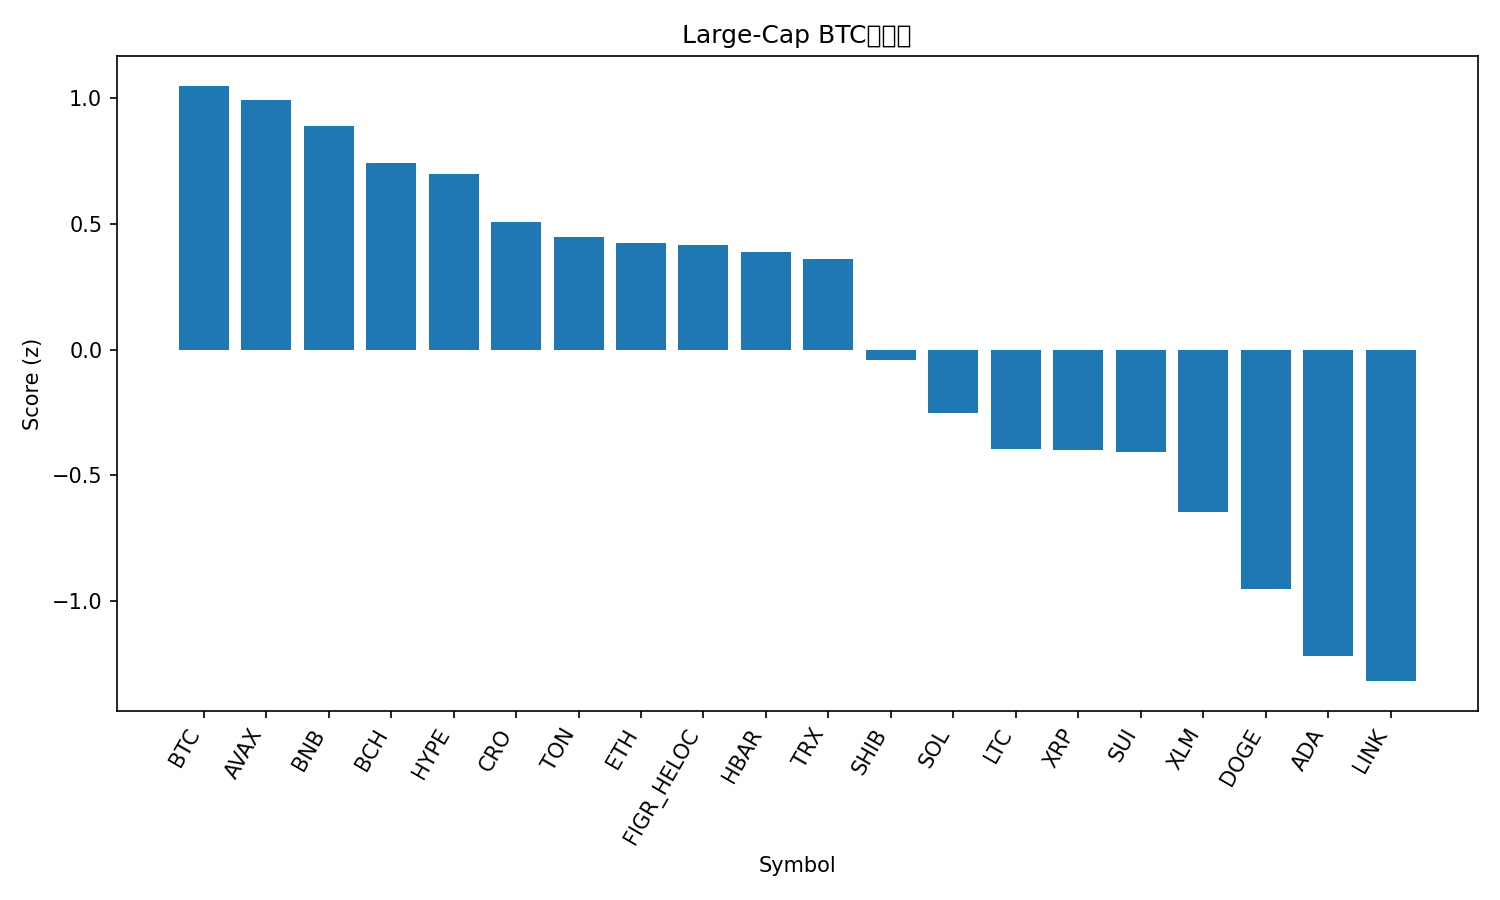 Large-Cap BTC
1.0
0.5
0.0
−0.5
−1.0
Score (z)
BTC
AVAX
BNB
BCH
HYPE
CRO
TON
ETH
FIGR_HELOC
HBAR
TRX
SHIB
SOL
LTC
XRP
SUI
XLM
DOGE
ADA
LINK
Symbol